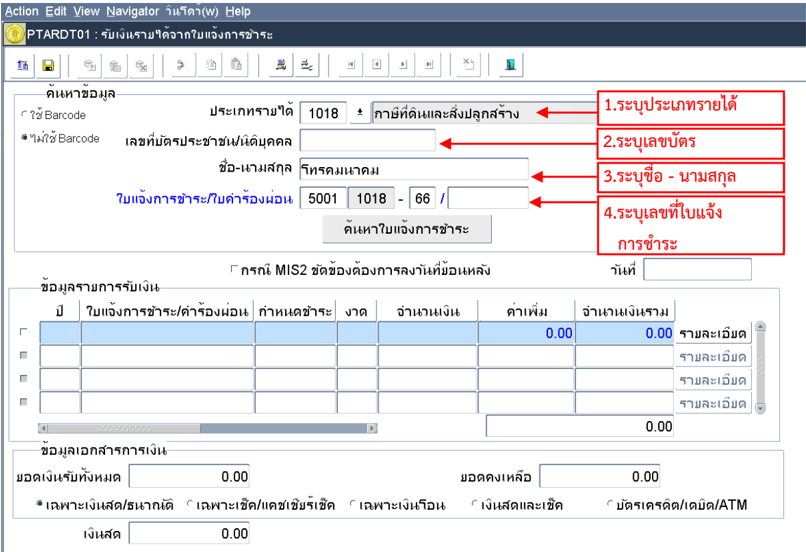 Action Edit View Navigator วินโดว์(w) Help
PTARDT01 : รับเงินรายได้จากใบแจ้งการชำระ
ค้นหาข้อมูล
ใช้ Barcode
ไม่ใช้ Barcode
ประเภทรายได้ 1018 ภาษีที่ดินและสิ่งปลูกสร้าง
1.ระบุประเภทรายได้
เลขที่บัตรประชาชน/นิติบุคคล
2.ระบุเลขบัตร
ชื่อ-นามสกุล โทรคมนาคม
3.ระบุชื่อ - นามสกุล
ใบแจ้งการชำระ/ใบคำร้องผ่อน 5001 1018 - 66 /
4.ระบุเลขที่ใบแจ้ง
การชำระ
ค้นหาใบแจ้งการชำระ
กรณี MIS2 ขัดข้องต้องการลงวันที่ย้อนหลัง วันที่
ข้อมูลรายการรับเงิน
ปี ใบแจ้งการชำระ/คำร้องผ่อน กำหนดชำระ งวด จำนวนเงิน ค่าเพิ่ม จำนวนเงินรวม
0.00 0.00 รายละเอียด
รายละเอียด
รายละเอียด
รายละเอียด
0.00
ข้อมูลเอกสารการเงิน
ยอดเงินรับทั้งหมด 0.00 ยอดคงเหลือ 0.00
เฉพาะเงินสด/ธนาณัติ เฉพาะเช็ค/แคชเชียร์เช็ค เฉพาะเงินโอน เงินสดและเช็ค บัตรเครดิต/เดบิต/ATM
เงินสด 0.00